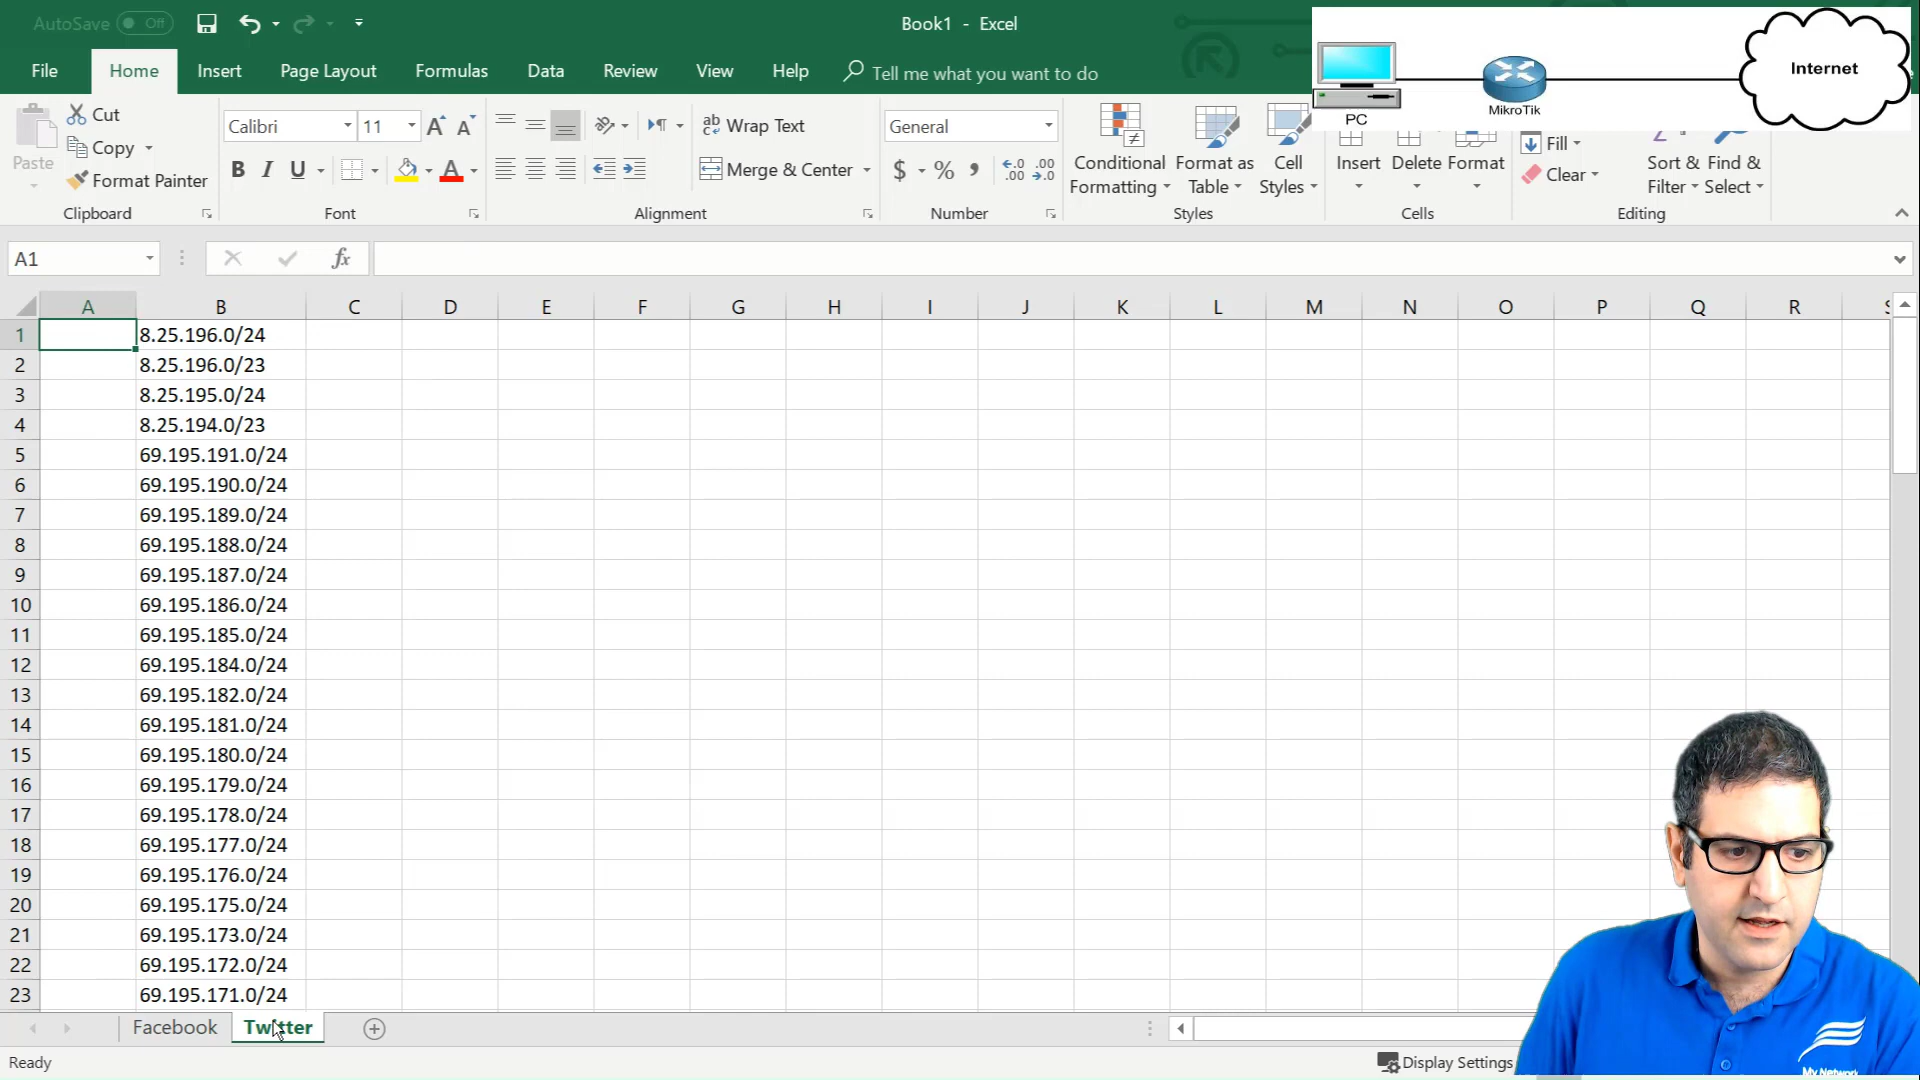 AutoSave Off
Book1 - Excel
File Home Insert Page Layout Formulas Data Review View Help Tell me what you want to do
PC
MikroTik
Internet
Paste
Cut
Copy
Format Painter
Clipboard
Calibri 11
B I U
Font
Wrap Text
Merge & Center
Alignment
General
$ % ,
Number
Conditional Formatting
Format as Table
Cell Styles
Styles
Insert
Delete
Format
Cells
Fill
Clear
Sort & Filter
Find & Select
Editing
A1
fx
A B C D E F G H I J K L M N O P Q R
1 8.25.196.0/24
2 8.25.196.0/23
3 8.25.195.0/24
4 8.25.194.0/23
5 69.195.191.0/24
6 69.195.190.0/24
7 69.195.189.0/24
8 69.195.188.0/24
9 69.195.187.0/24
10 69.195.186.0/24
11 69.195.185.0/24
12 69.195.184.0/24
13 69.195.182.0/24
14 69.195.181.0/24
15 69.195.180.0/24
16 69.195.179.0/24
17 69.195.178.0/24
18 69.195.177.0/24
19 69.195.176.0/24
20 69.195.175.0/24
21 69.195.173.0/24
22 69.195.172.0/24
23 69.195.171.0/24
Facebook Twitter
Ready
Display Settings
My Network